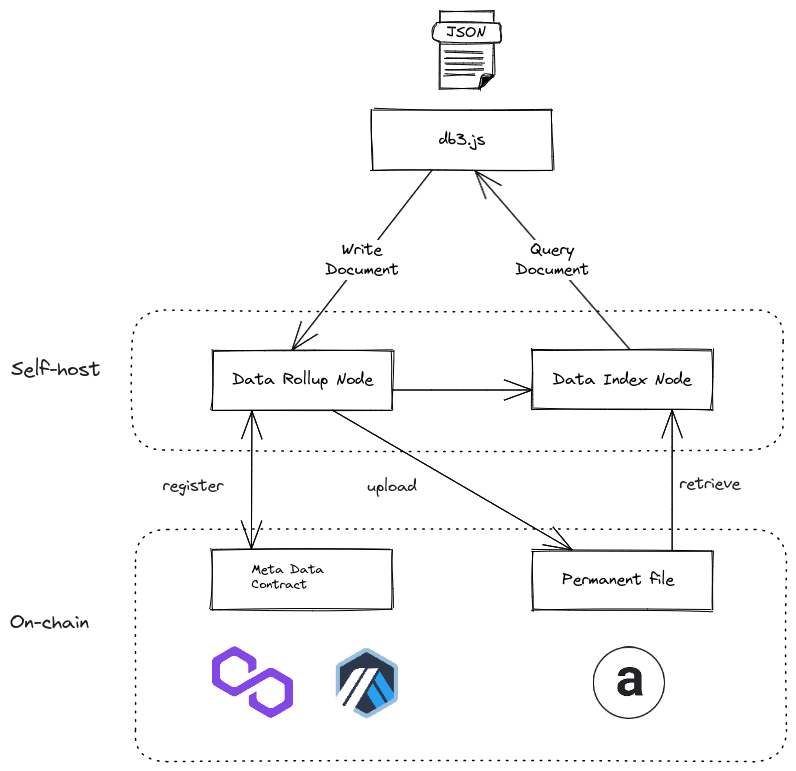 JSON
db3.js
Write
Document
Query
Document
Self-host
Data Rollup Node
Data Index Node
register
upload
retrieve
Meta Data
Contract
Permanent file
On-chain
a